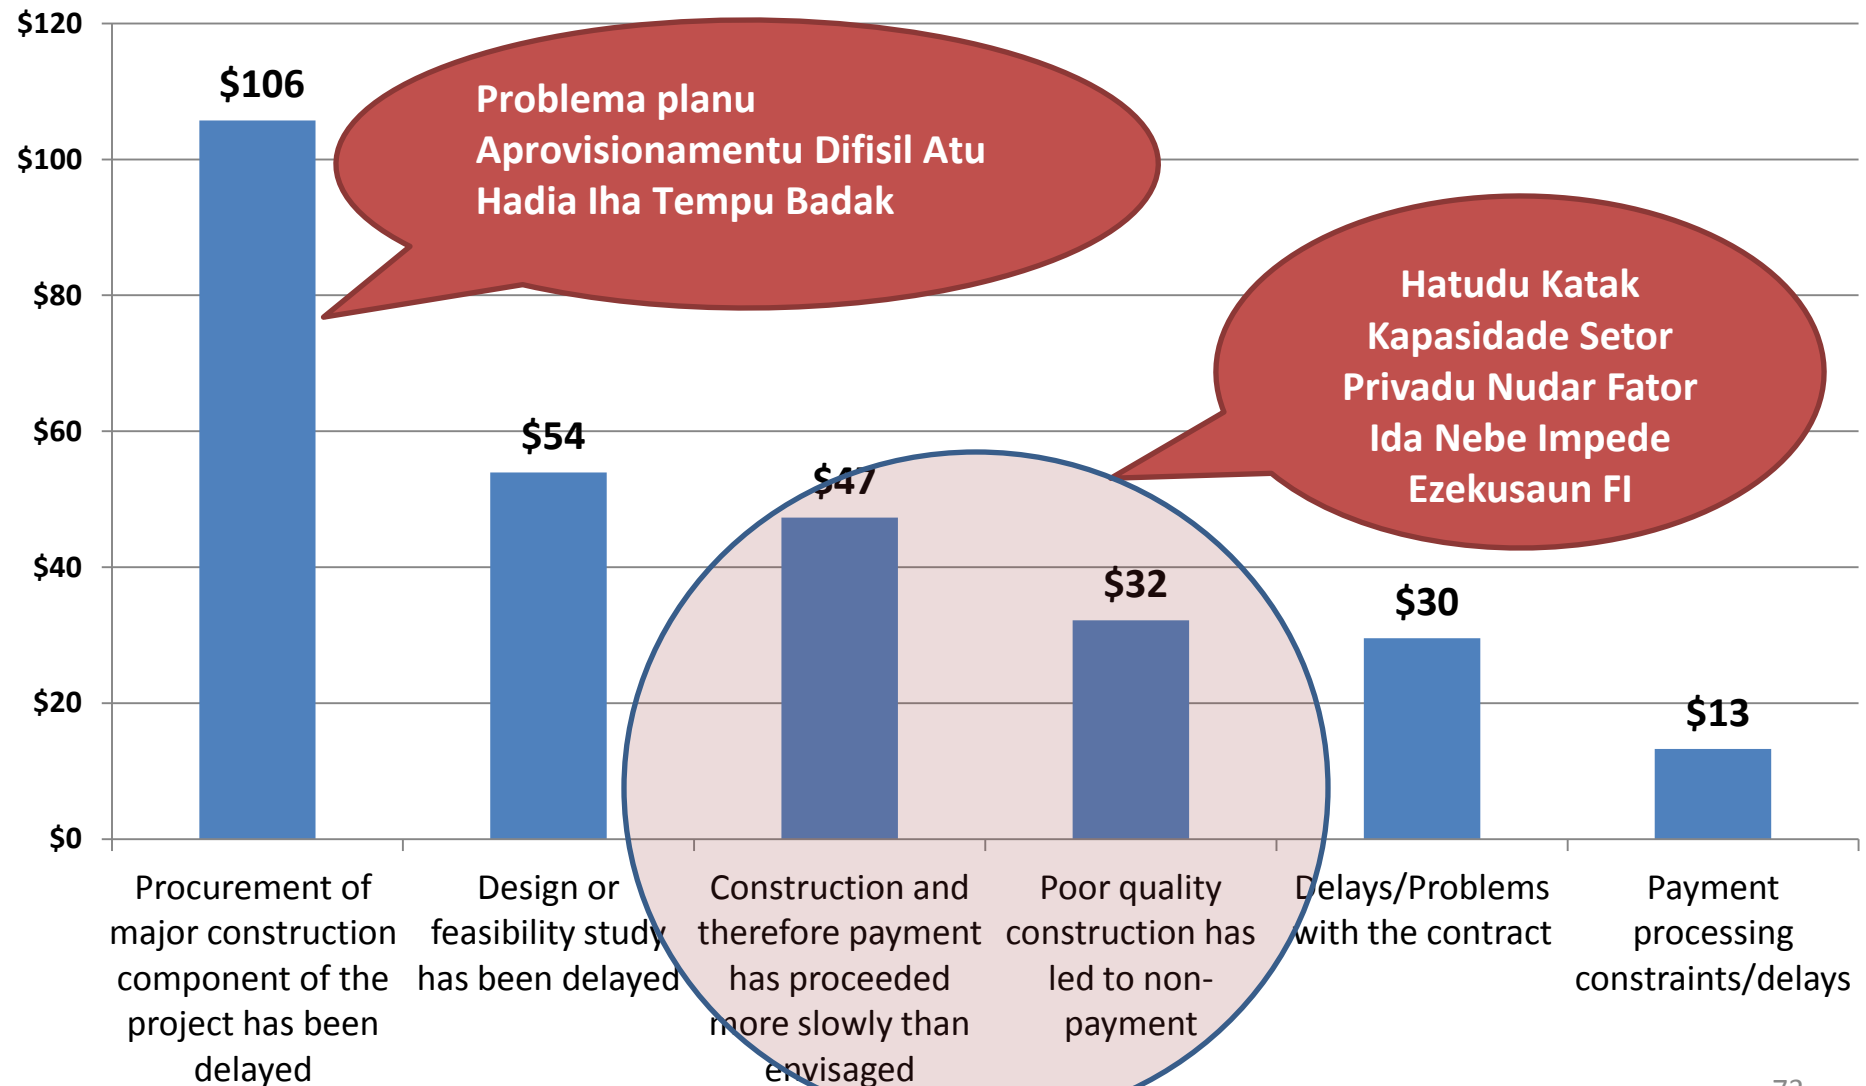 $120
$100
$80
$60
$40
$20
$0
$106
$54
$47
$32
$30
$13
Problema planu
Aprovisionamentu Difisil Atu
Hadia Iha Tempu Badak
Hatudu Katak
Kapasidade Setor
Privadu Nudar Fator
Ida Nebe Impede
Ezekusaun FI
Procurement of
major construction
component of the
project has been
delayed
Design or
feasibility study
has been delayed
Construction and
therefore payment
has proceeded
more slowly than
envisaged
Poor quality
construction has
led to non-
payment
Delays/Problems
with the contract
Payment
processing
constraints/delays